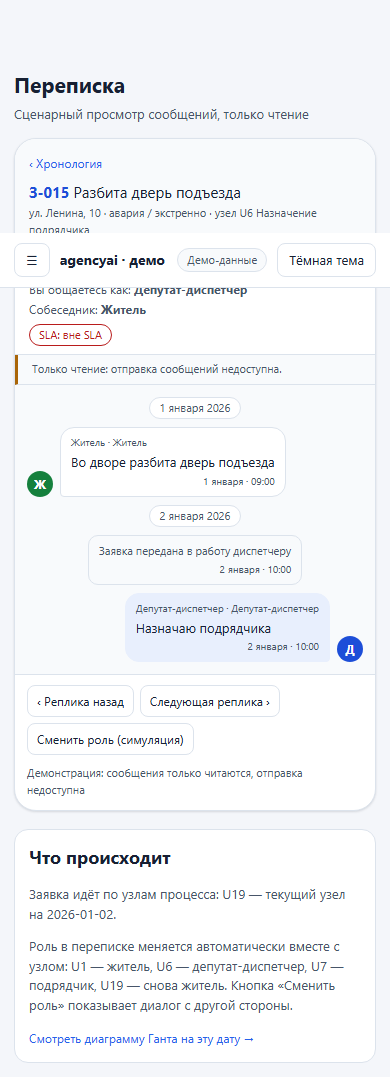 Переписка
Сценарный просмотр сообщений, только чтение
‹ Хронология
З-015 Разбита дверь подъезда
ул. Ленина, 10 · авария / экстренно · узел U6 Назначение
подрядчика
☰ agencyai · демо Демо-данные Тёмная тема
Вы общаетесь как: Депутат-диспетчер
Собеседник: Житель
SLA: вне SLA
Только чтение: отправка сообщений недоступна.
1 января 2026
Житель · Житель
Во дворе разбита дверь подъезда
1 января · 09:00
Ж
2 января 2026
Заявка передана в работу диспетчеру
2 января · 10:00
Депутат-диспетчер · Депутат-диспетчер
Назначаю подрядчика
2 января · 10:00
Д
‹ Реплика назад Следующая реплика ›
Сменить роль (симуляция)
Демонстрация: сообщения только читаются, отправка
недоступна
Что происходит
Заявка идёт по узлам процесса: U19 — текущий узел
на 2026-01-02.
Роль в переписке меняется автоматически вместе с
узлом: U1 — житель, U6 — депутат-диспетчер, U7 —
подрядчик, U19 — снова житель. Кнопка «Сменить
роль» показывает диалог с другой стороны.
Смотреть диаграмму Ганта на эту дату →